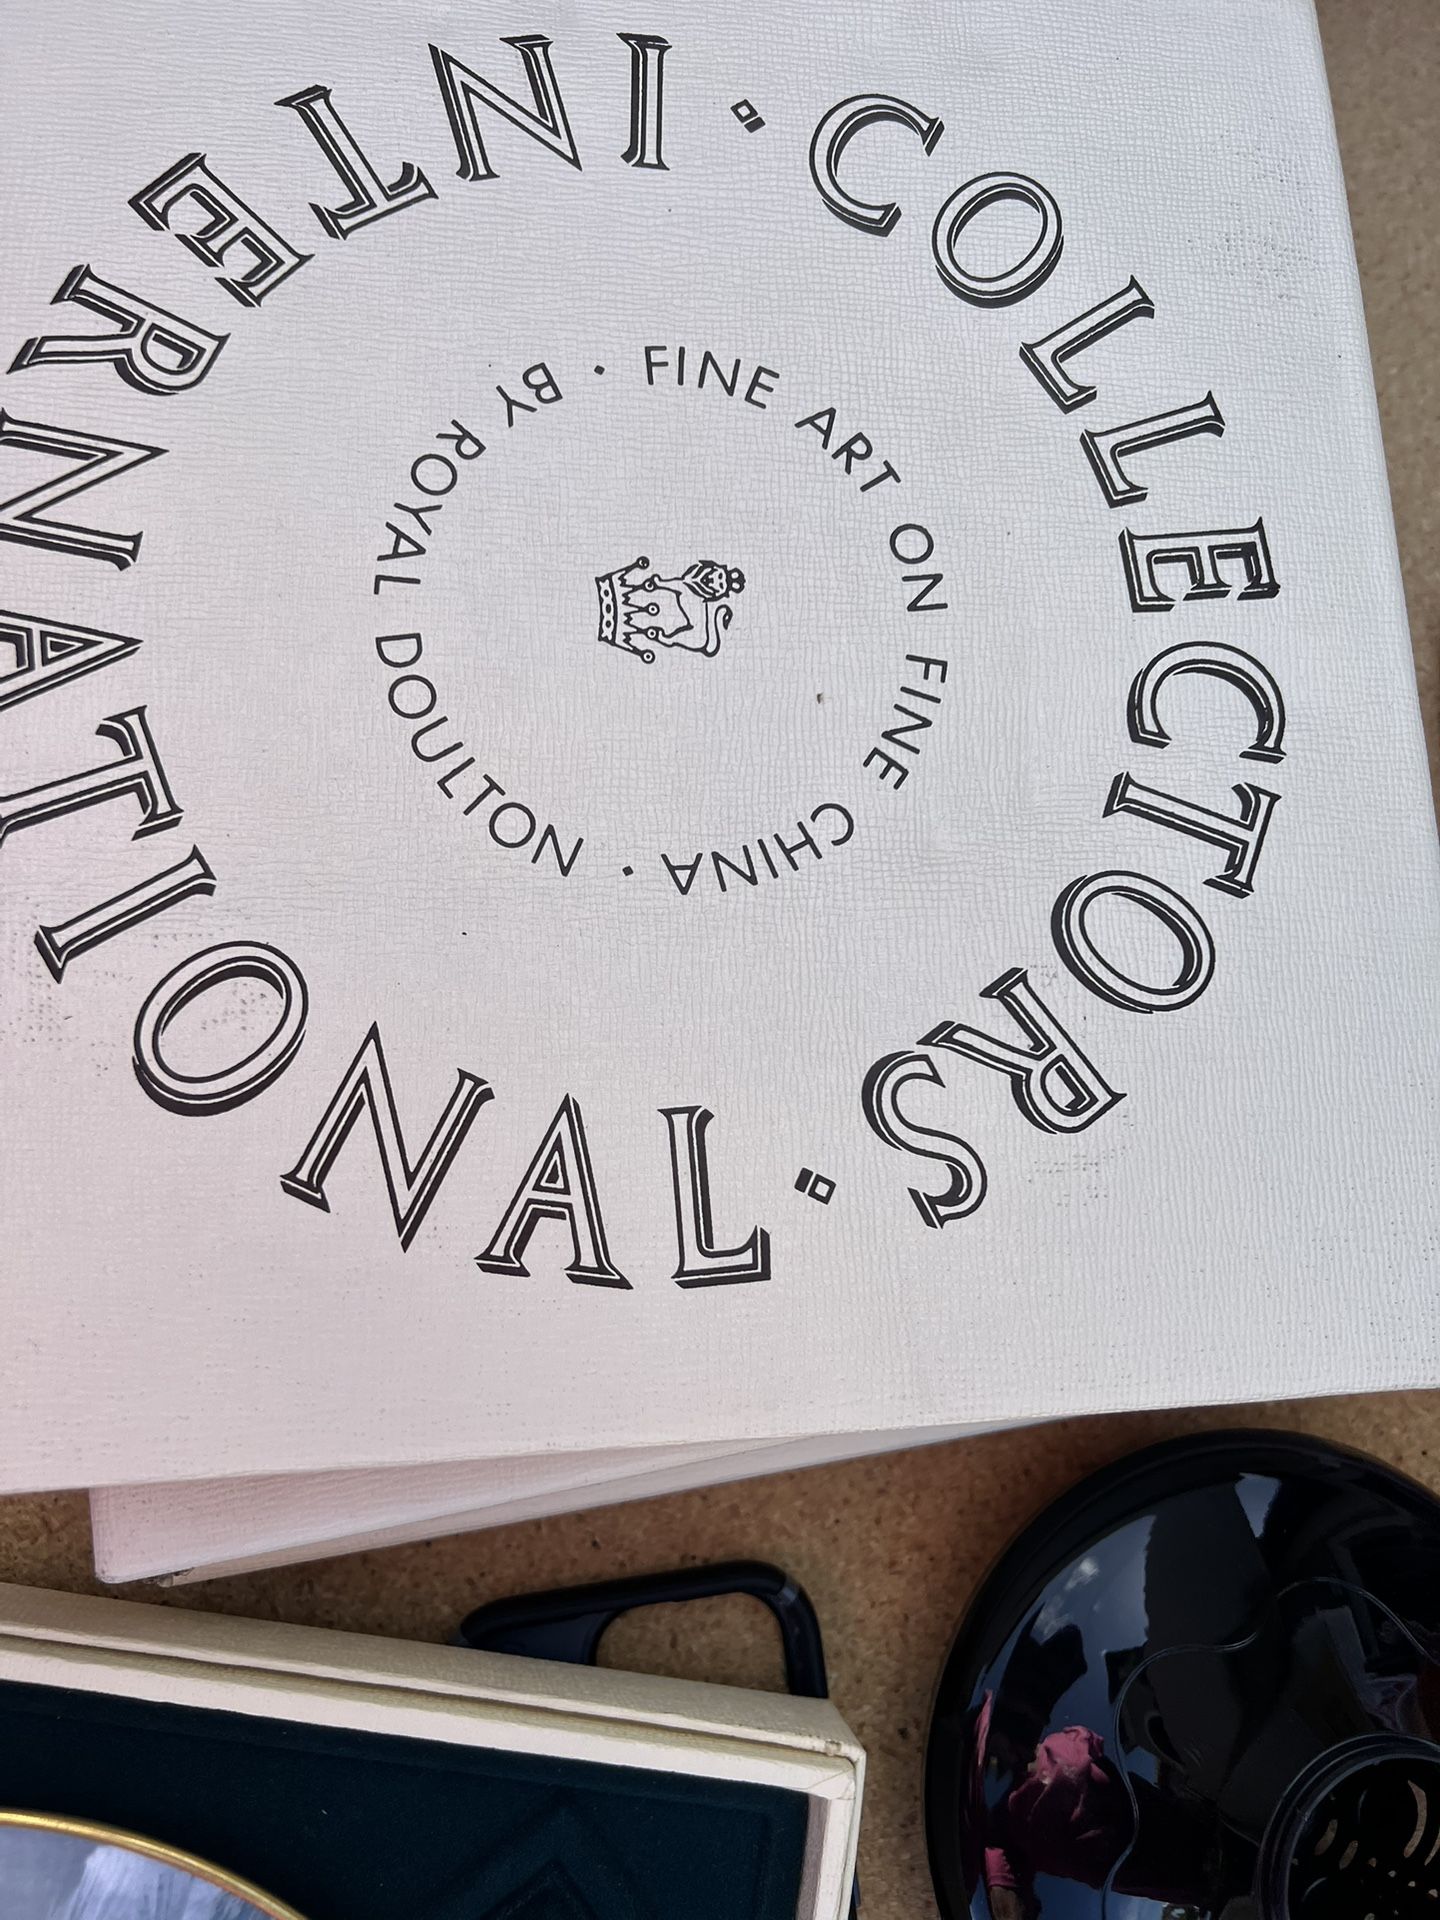 COLLECTORS · INTERNATIONAL ·
FINE ART ON FINE CHINA · BY ROYAL DOULTON ·